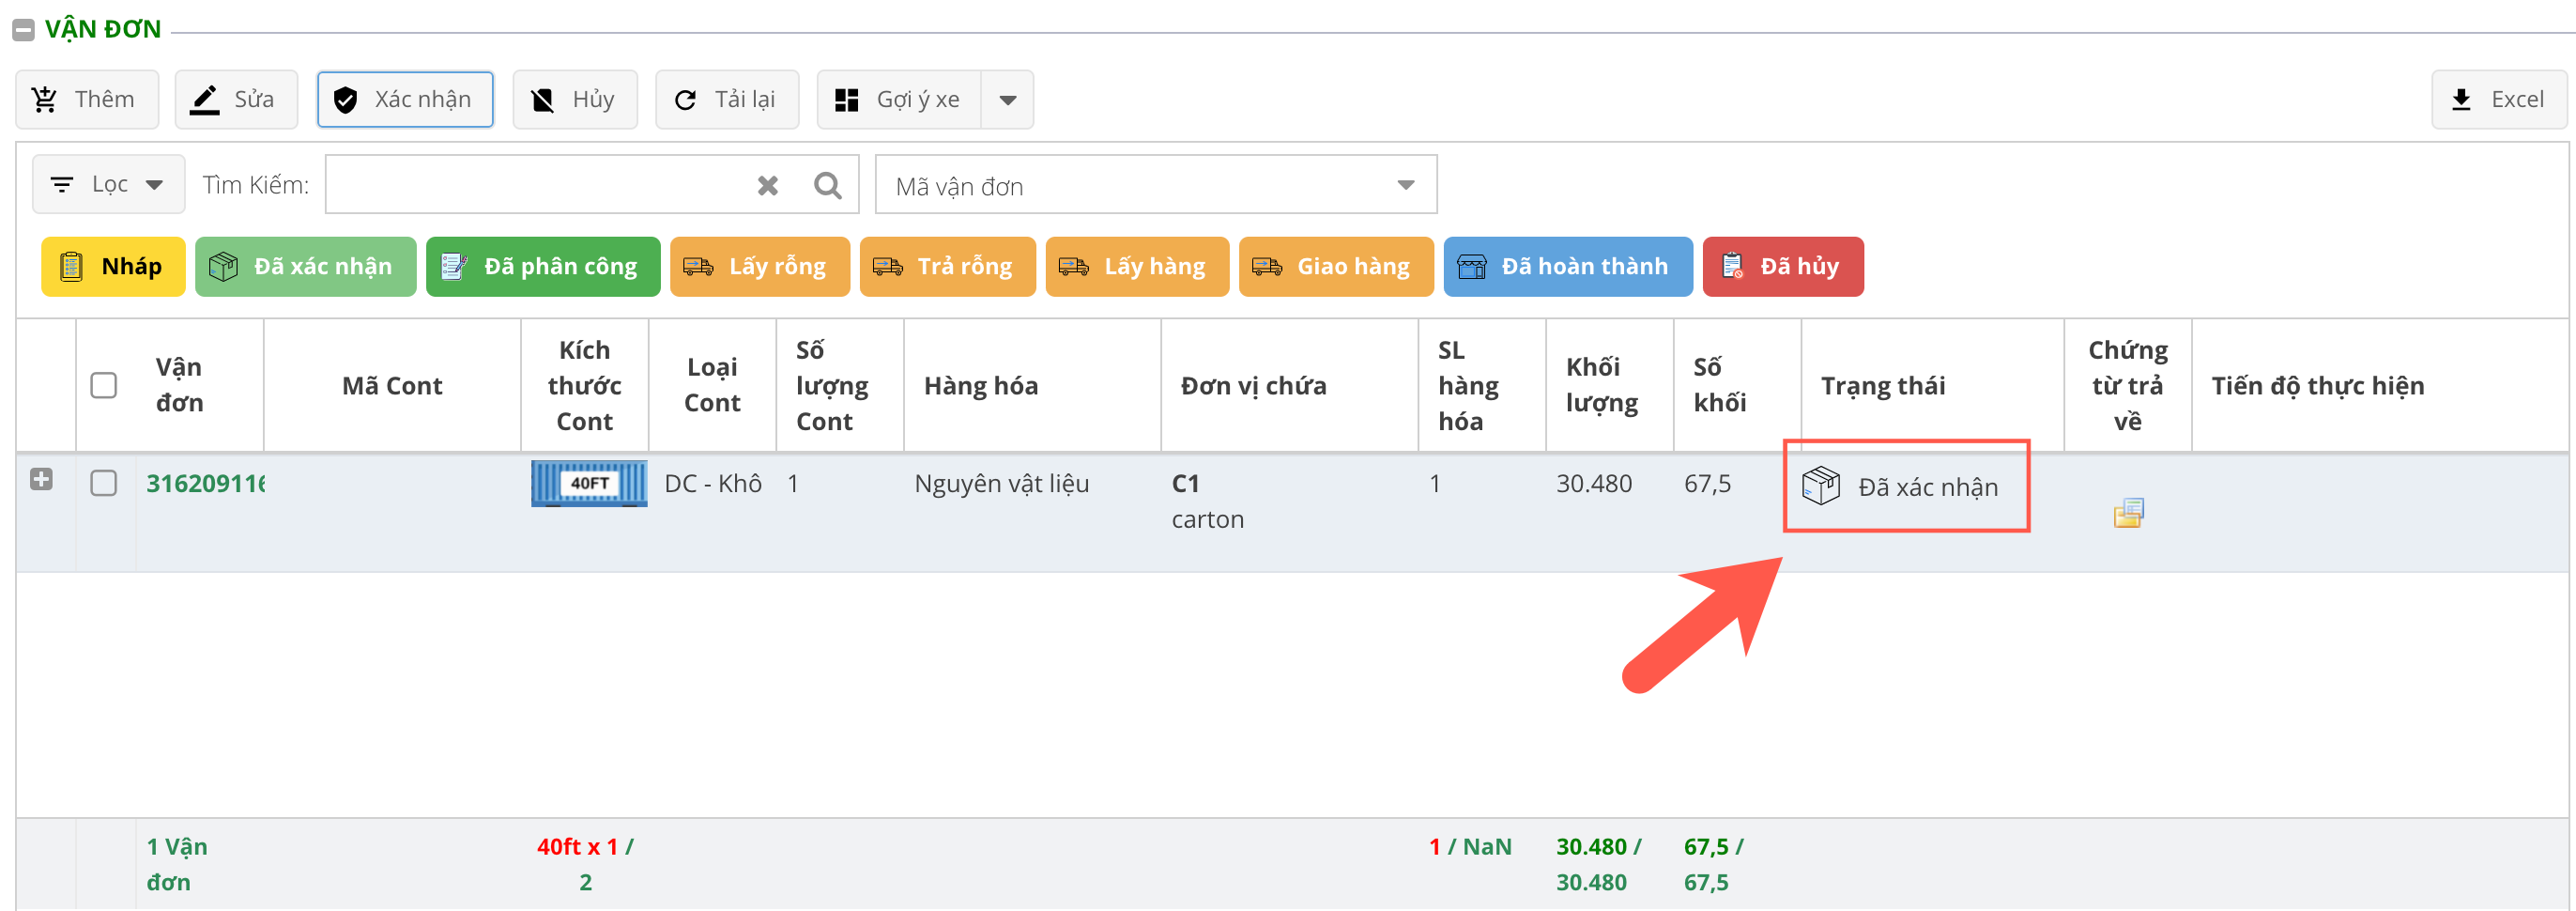 VẬN ĐƠN
Thêm Sửa Xác nhận Hủy Tải lại Gợi ý xe Excel
Lọc Tìm Kiếm: Mã vận đơn
Nháp Đã xác nhận Đã phân công Lấy rỗng Trả rỗng Lấy hàng Giao hàng Đã hoàn thành Đã hủy
Vận đơn Mã Cont Kích thước Cont Loại Cont Số lượng Cont Hàng hóa Đơn vị chứa SL hàng hóa Khối lượng Số khối Trạng thái Chứng từ trả về Tiến độ thực hiện
316209116 40FT DC - Khô 1 Nguyên vật liệu C1 1 30.480 67,5 Đã xác nhận
carton
1 Vận 40ft x 1 / 1 / NaN 30.480 / 67,5 /
đơn 2 30.480 67,5